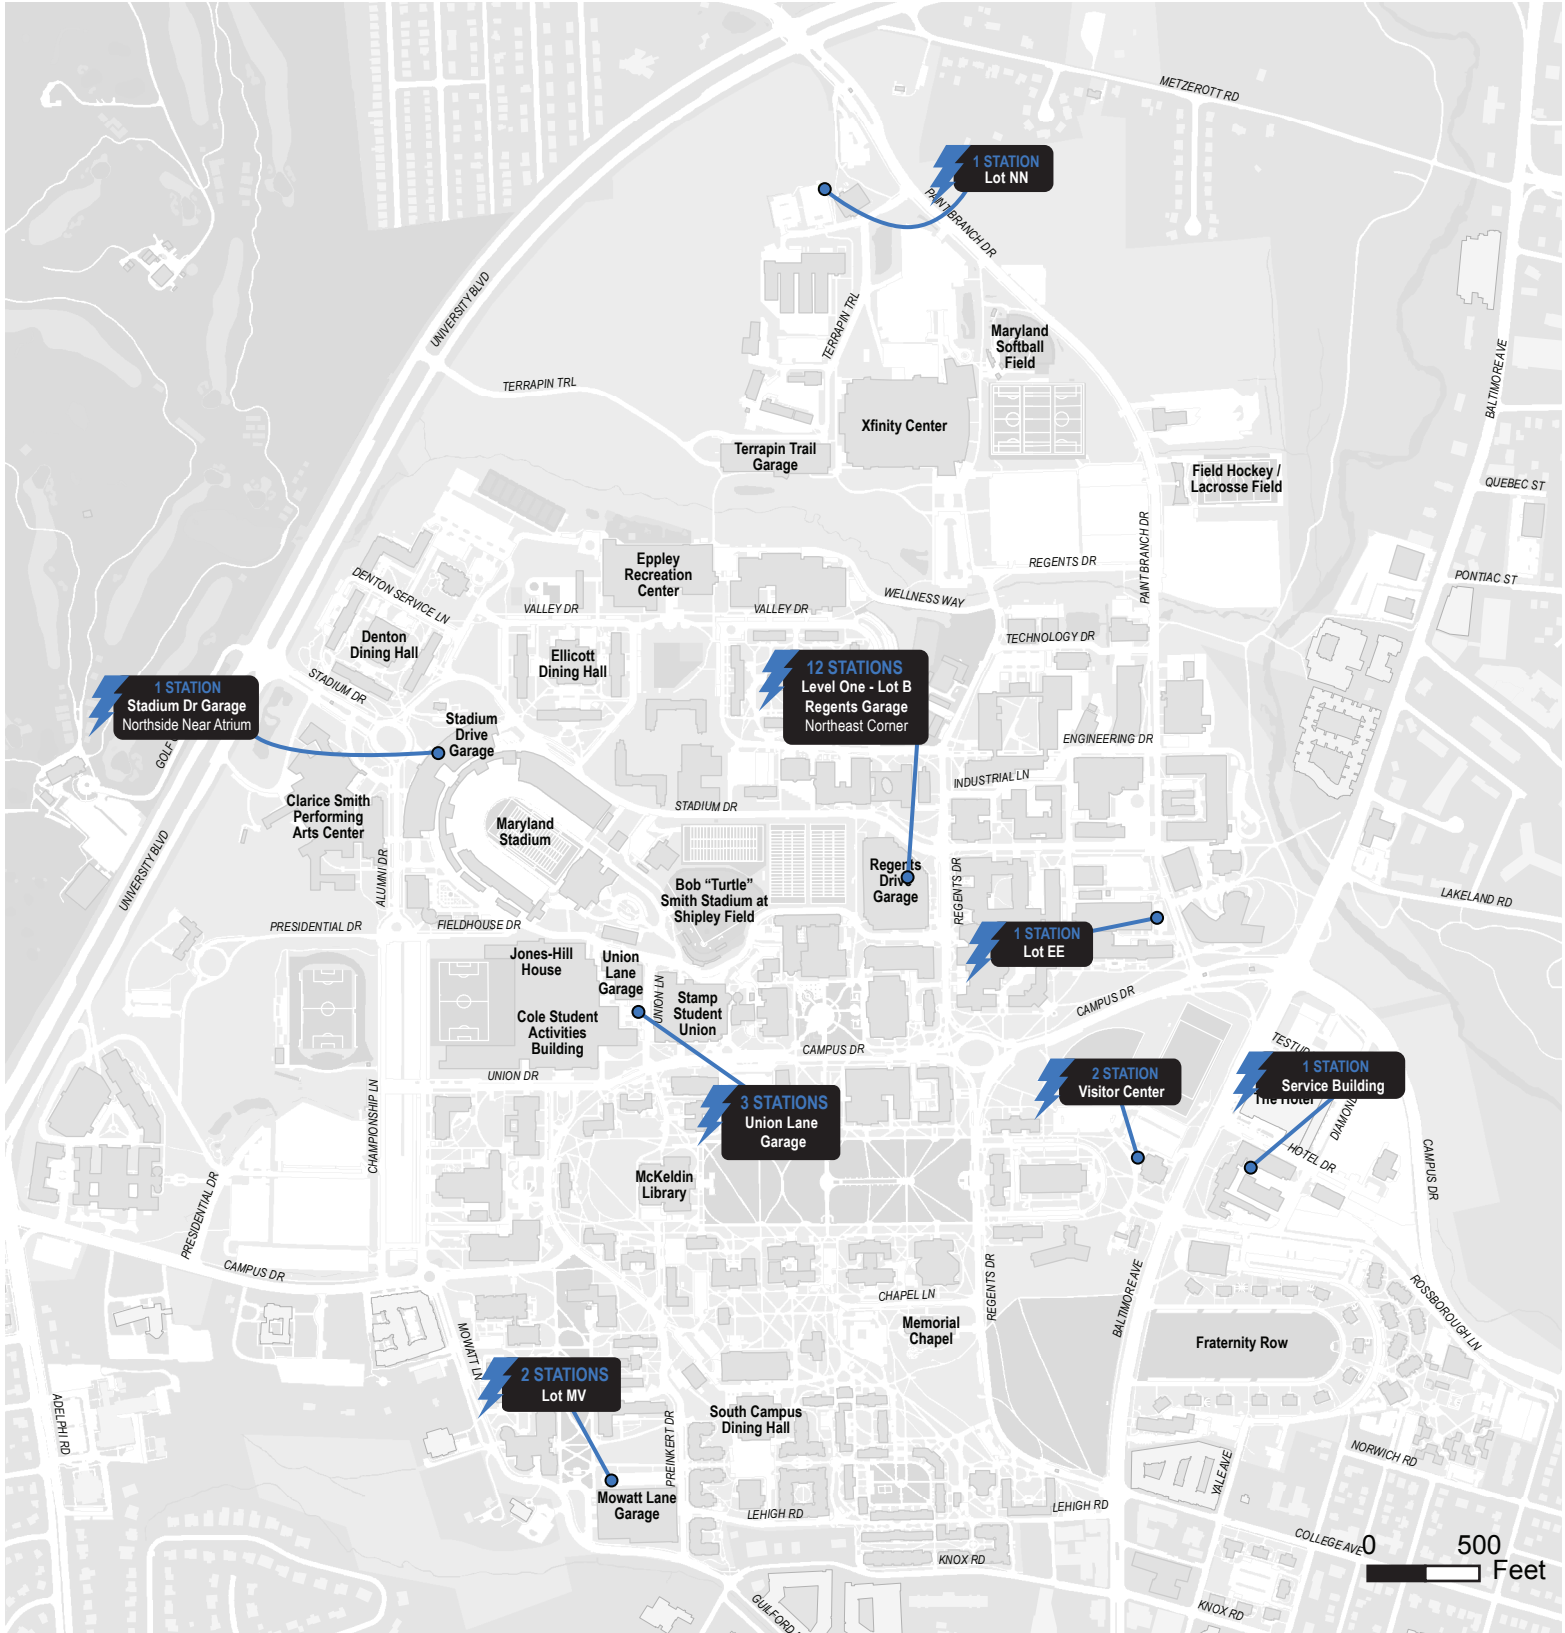 METZEROTT RD
1 STATION
Lot NN
PAINT BRANCH DR
UNIVERSITY BLVD
TERRAPIN TRL
Maryland
Softball
Field
BALTIMORE AVE
TERRAPIN TRL
Xfinity Center
Terrapin Trail
Garage
Field Hockey /
Lacrosse Field
QUEBEC ST
PAINT BRANCH DR
Eppley
Recreation
Center
REGENTS DR
PONTIAC ST
DENTON SERVICE LN
VALLEY DR
VALLEY DR
WELLNESS WAY
TECHNOLOGY DR
Denton
Dining Hall
Ellicott
Dining Hall
STADIUM DR
1 STATION
Stadium Dr Garage
Northside Near Atrium
12 STATIONS
Level One - Lot B
Regents Garage
Northeast Corner
GOLF
Stadium
Drive
Garage
ENGINEERING DR
INDUSTRIAL LN
Clarice Smith
Performing
Arts Center
STADIUM DR
Maryland
Stadium
UNIVERSITY BLVD
ALUMNI DR
Regents
Drive
Garage
REGENTS DR
Bob “Turtle”
Smith Stadium at
Shipley Field
LAKELAND RD
PRESIDENTIAL DR
FIELDHOUSE DR
1 STATION
Lot EE
Jones-Hill
House
Union
Lane
Garage
UNION LN
Stamp
Student
Union
CAMPUS DR
Cole Student
Activities
Building
CAMPUS DR
TESTUD
UNION DR
2 STATION
Visitor Center
1 STATION
Service Building
The Hotel
DIAMOND
CHAMPIONSHIP LN
3 STATIONS
Union Lane
Garage
HOTEL DR
CAMPUS DR
McKeldin
Library
PRESIDENTIAL DR
CAMPUS DR
REGENTS DR
BALTIMORE AVE
CHAPEL LN
Memorial
Chapel
ROSSBOROUGH LN
Fraternity Row
MOWATT LN
2 STATIONS
Lot MV
ADELPHI RD
South Campus
Dining Hall
PREINKERT DR
NORWICH RD
YALE AVE
Mowatt Lane
Garage
LEHIGH RD
LEHIGH RD
COLLEGE AVE
0 500
Feet
KNOX RD
GUILFORD
KNOX RD